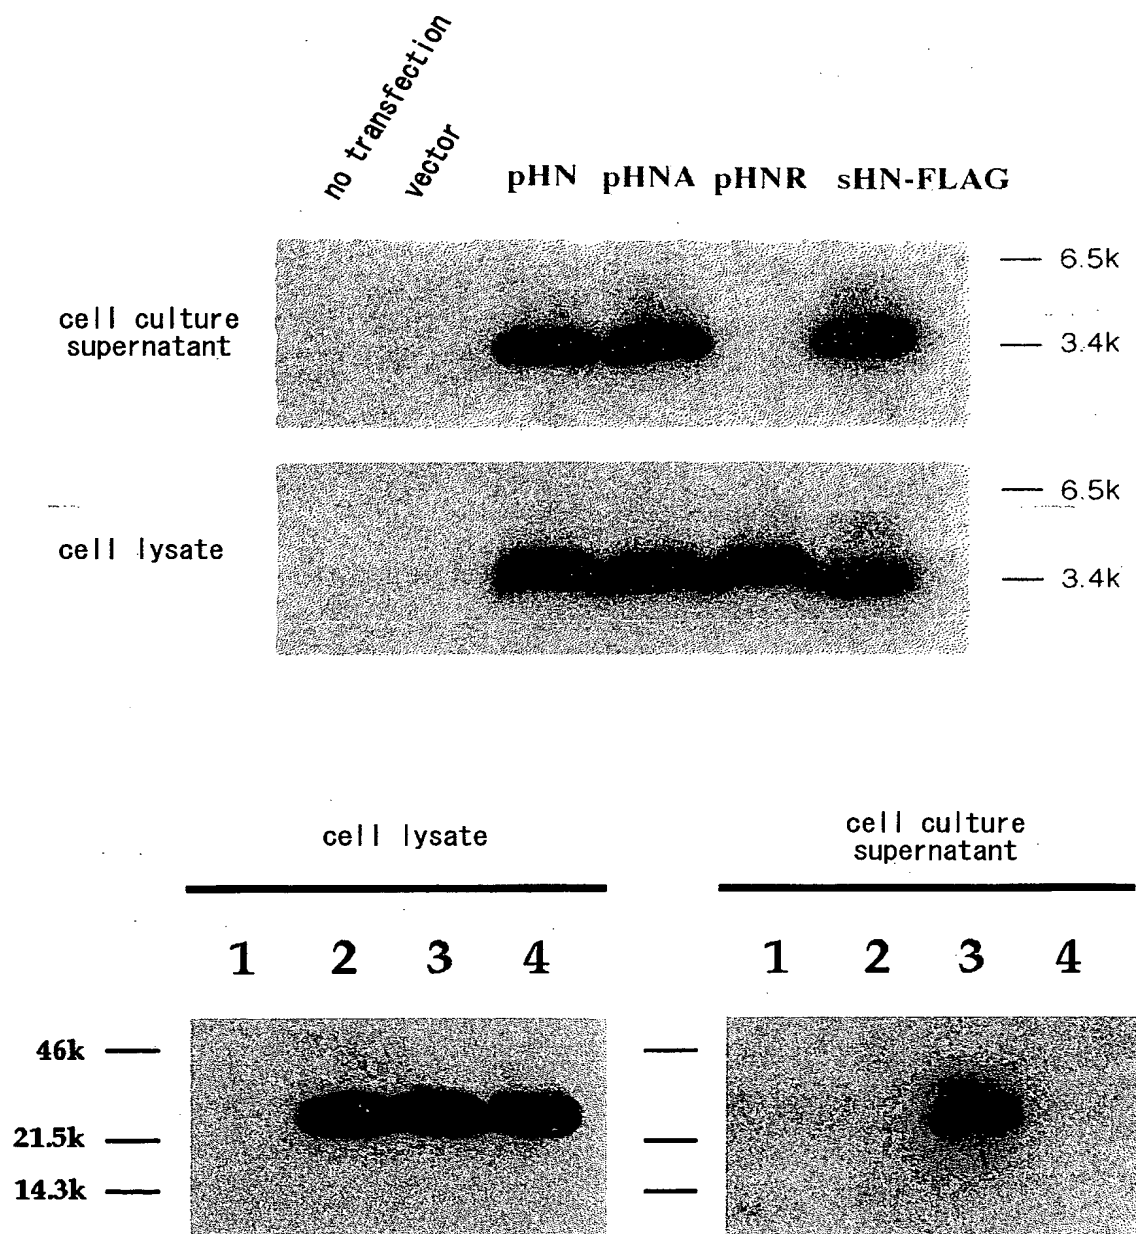 no transfection
vector
pHN pHNA pHNR sHN-FLAG
6.5k
cell culture
supernatant
3.4k
6.5k
cell lysate
3.4k
cell lysate
cell culture
supernatant
1 2 3 4
1 2 3 4
46k
21.5k
14.3k